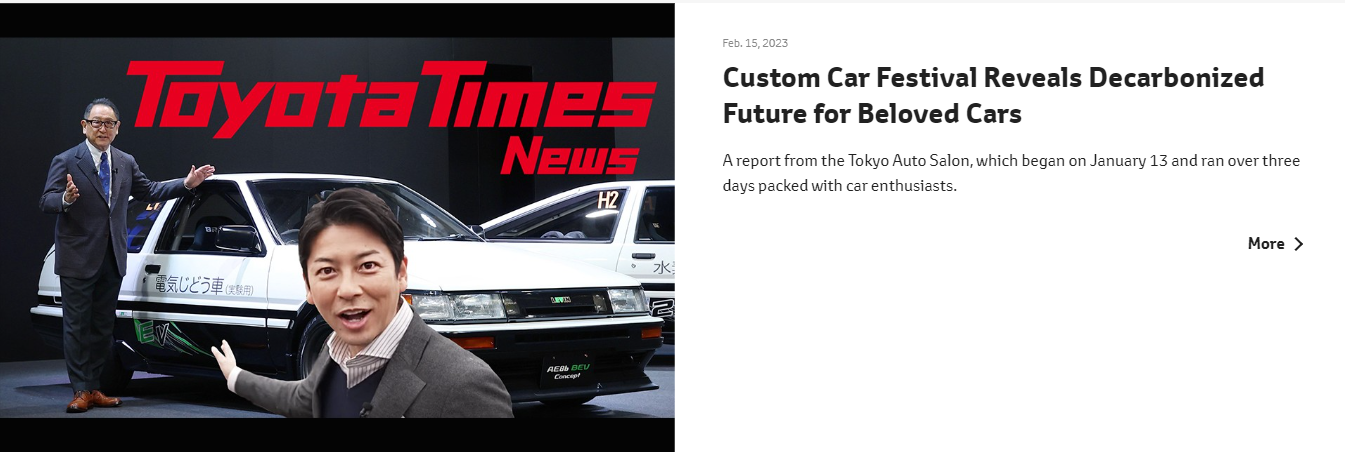 Toyota Times
News
H2
電気じどう車(実験用)
水素
EV
LEVIN
AE86 BEV
Concept
Feb. 15, 2023
Custom Car Festival Reveals Decarbonized
Future for Beloved Cars
A report from the Tokyo Auto Salon, which began on January 13 and ran over three
days packed with car enthusiasts.
More